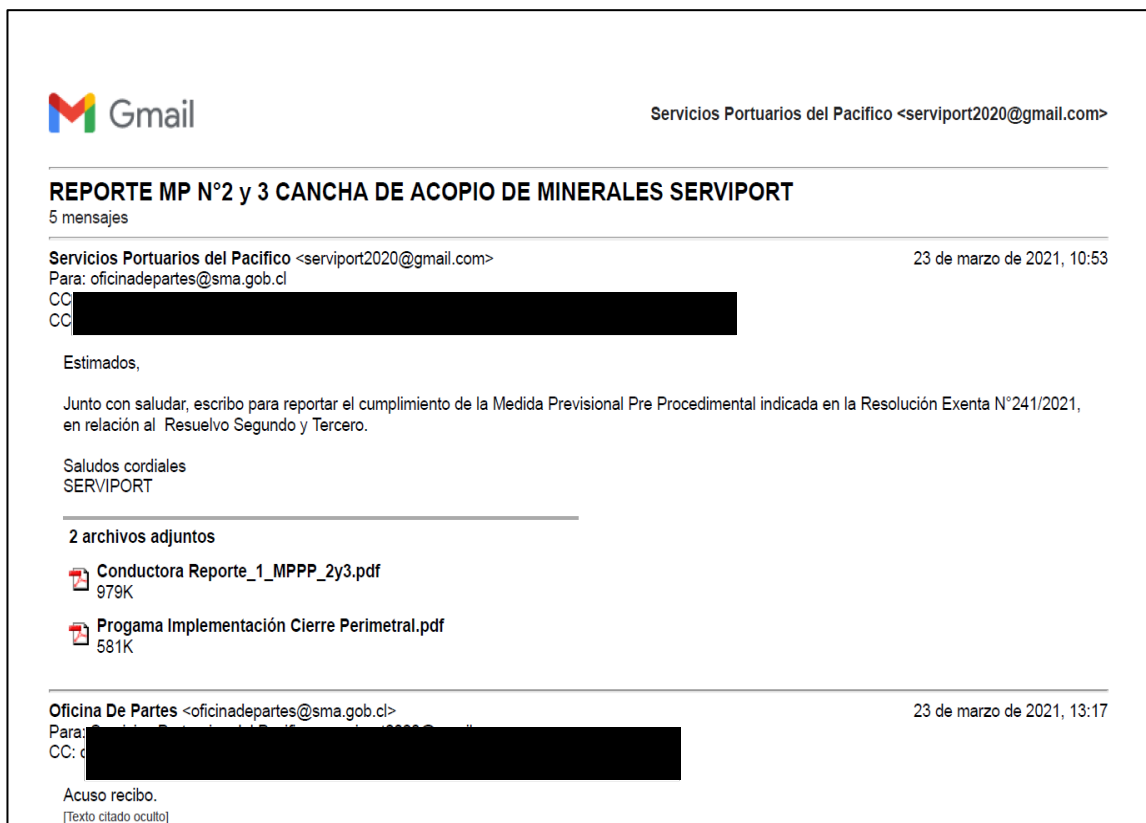 Gmail
Servicios Portuarios del Pacifico <serviport2020@gmail.com>
REPORTE MP N°2 y 3 CANCHA DE ACOPIO DE MINERALES SERVIPORT
5 mensajes
Servicios Portuarios del Pacifico <serviport2020@gmail.com> 23 de marzo de 2021, 10:53
Para: oficinadepartes@sma.gob.cl
CC
CC
Estimados,
Junto con saludar, escribo para reportar el cumplimiento de la Medida Previsional Pre Procedimental indicada en la Resolución Exenta N°241/2021,
en relación al Resuelvo Segundo y Tercero.
Saludos cordiales
SERVIPORT
2 archivos adjuntos
Conductora Reporte_1_MPPP_2y3.pdf
979K
Progama Implementación Cierre Perimetral.pdf
581K
Oficina De Partes <oficinadepartes@sma.gob.cl> 23 de marzo de 2021, 13:17
Para:
CC:
Acuso recibo.
[Texto citado oculto]